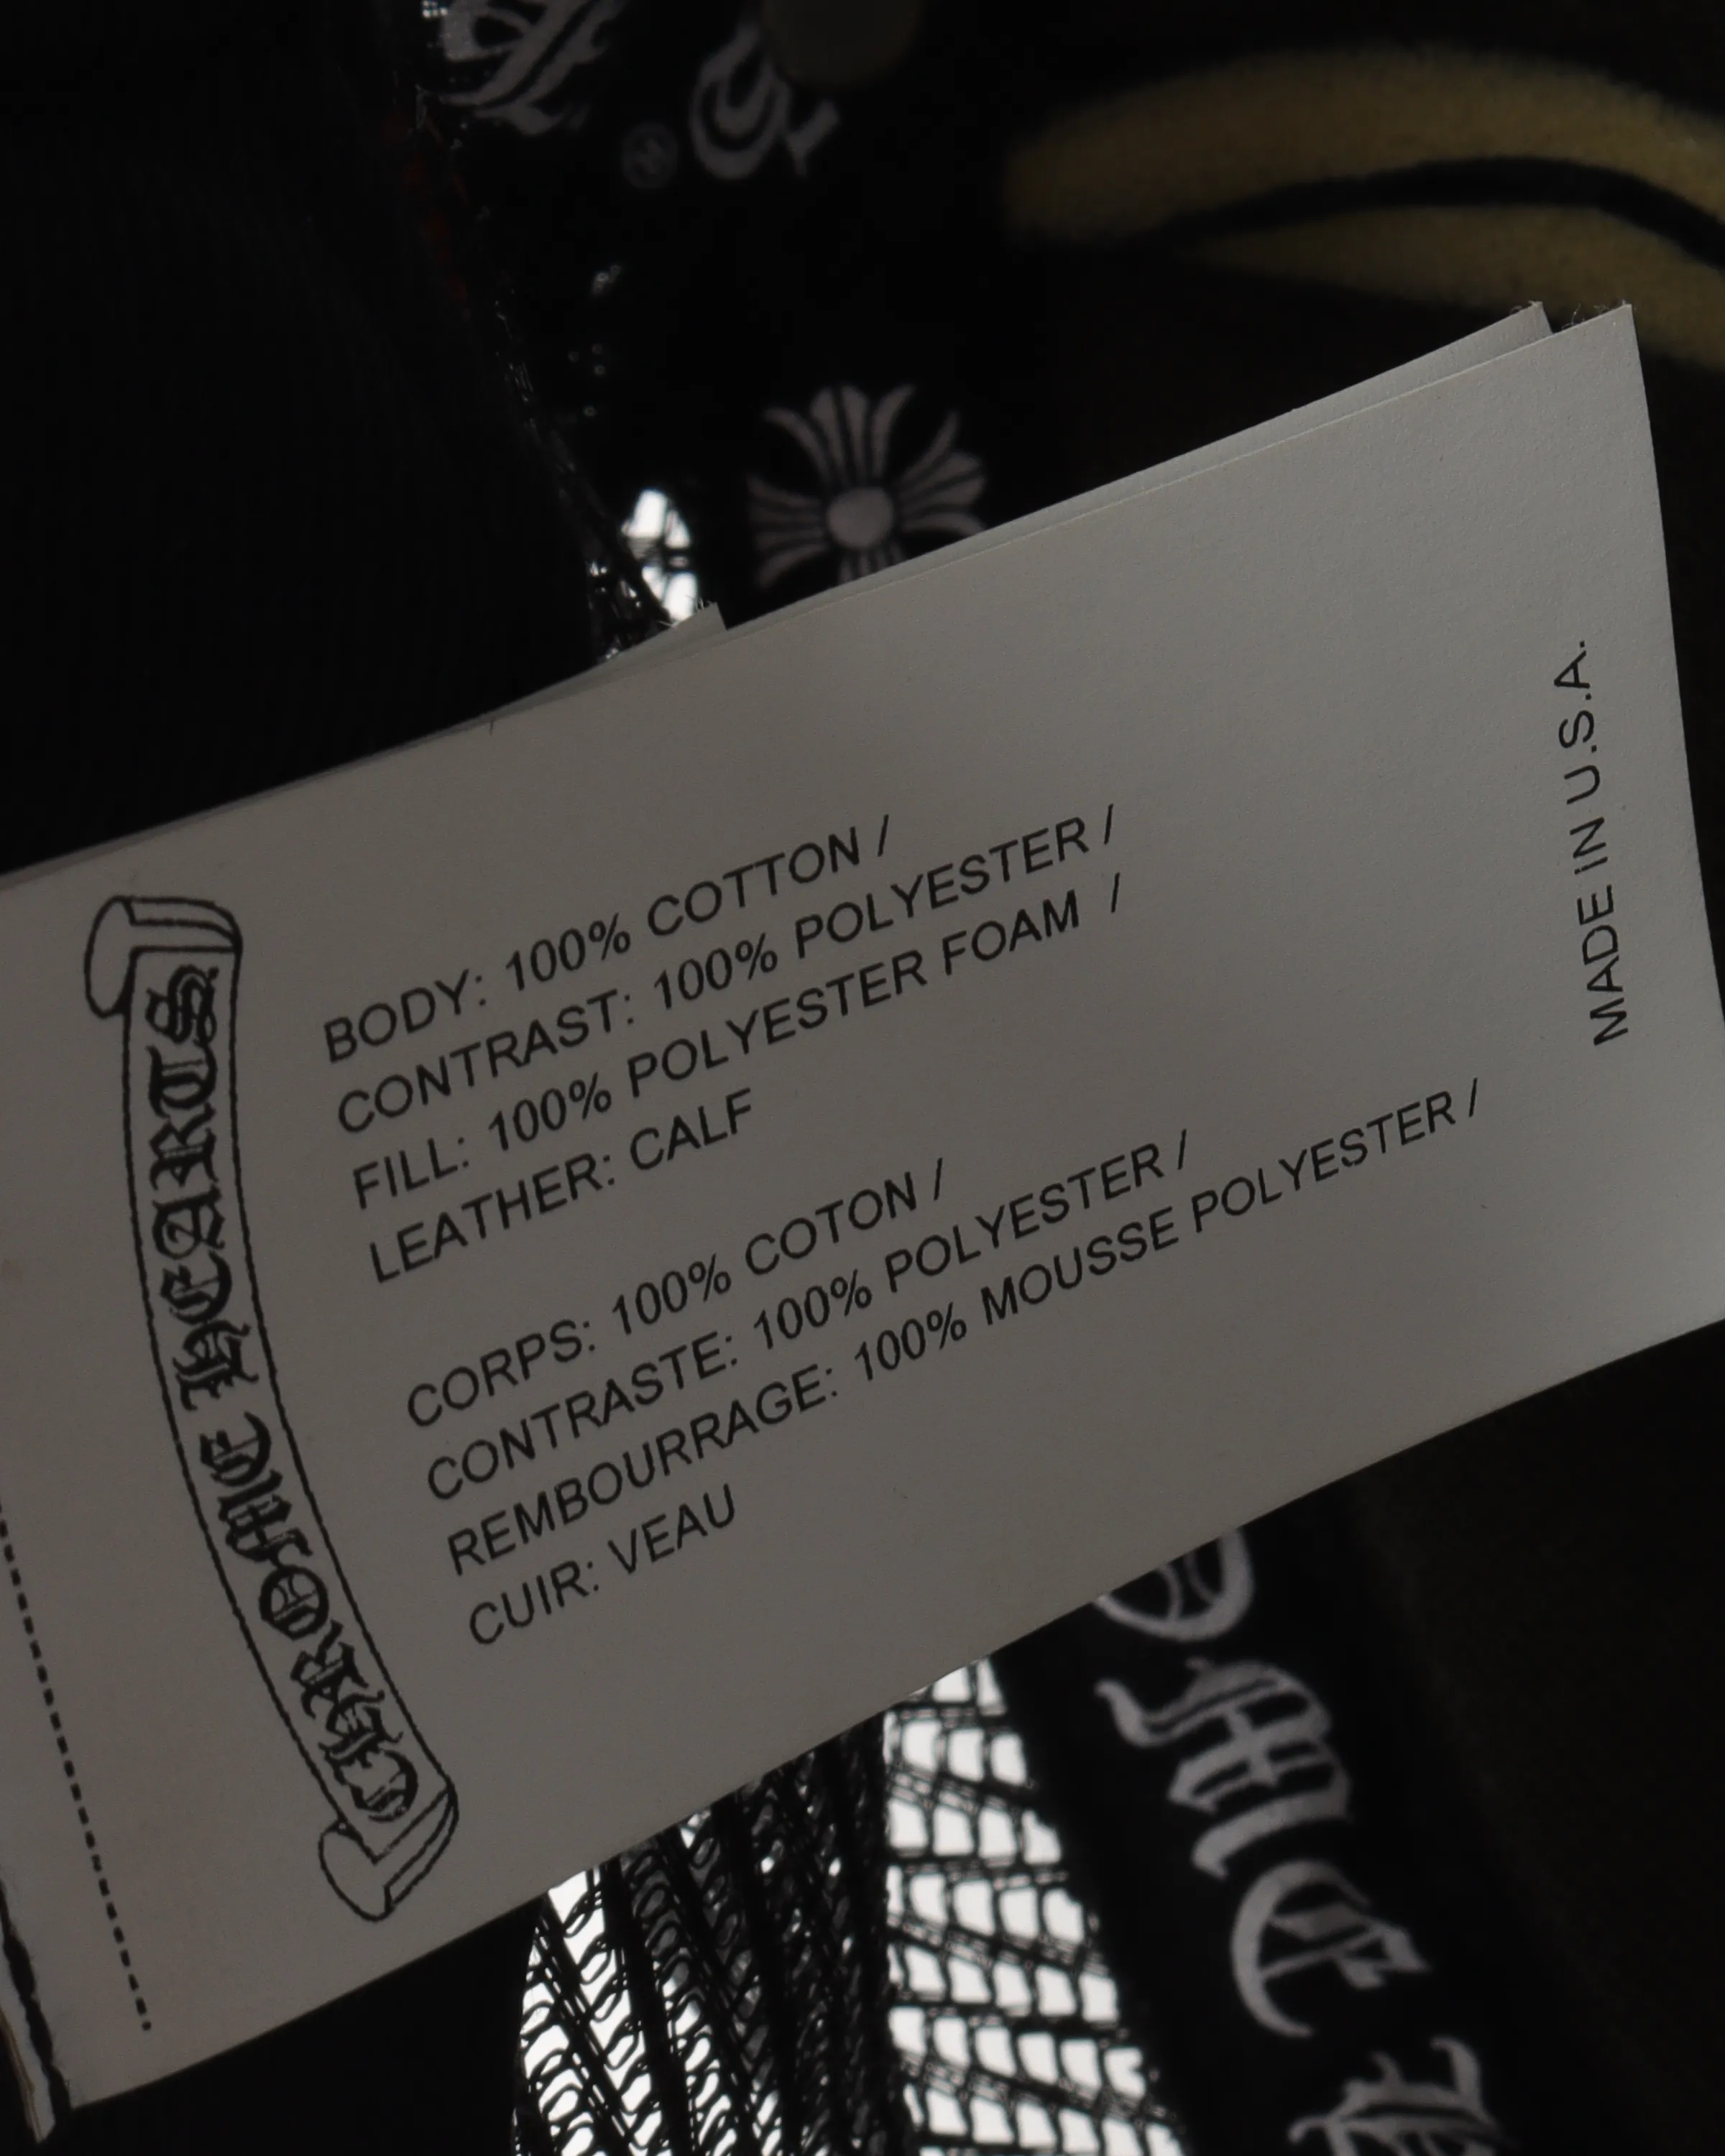 CHROME HEARTS
BODY: 100% COTTON /
CONTRAST: 100% POLYESTER /
FILL: 100% POLYESTER FOAM /
LEATHER: CALF
CORPS: 100% COTON /
CONTRASTE: 100% POLYESTER /
REMBOURRAGE: 100% MOUSSE POLYESTER /
CUIR: VEAU
MADE IN U.S.A.